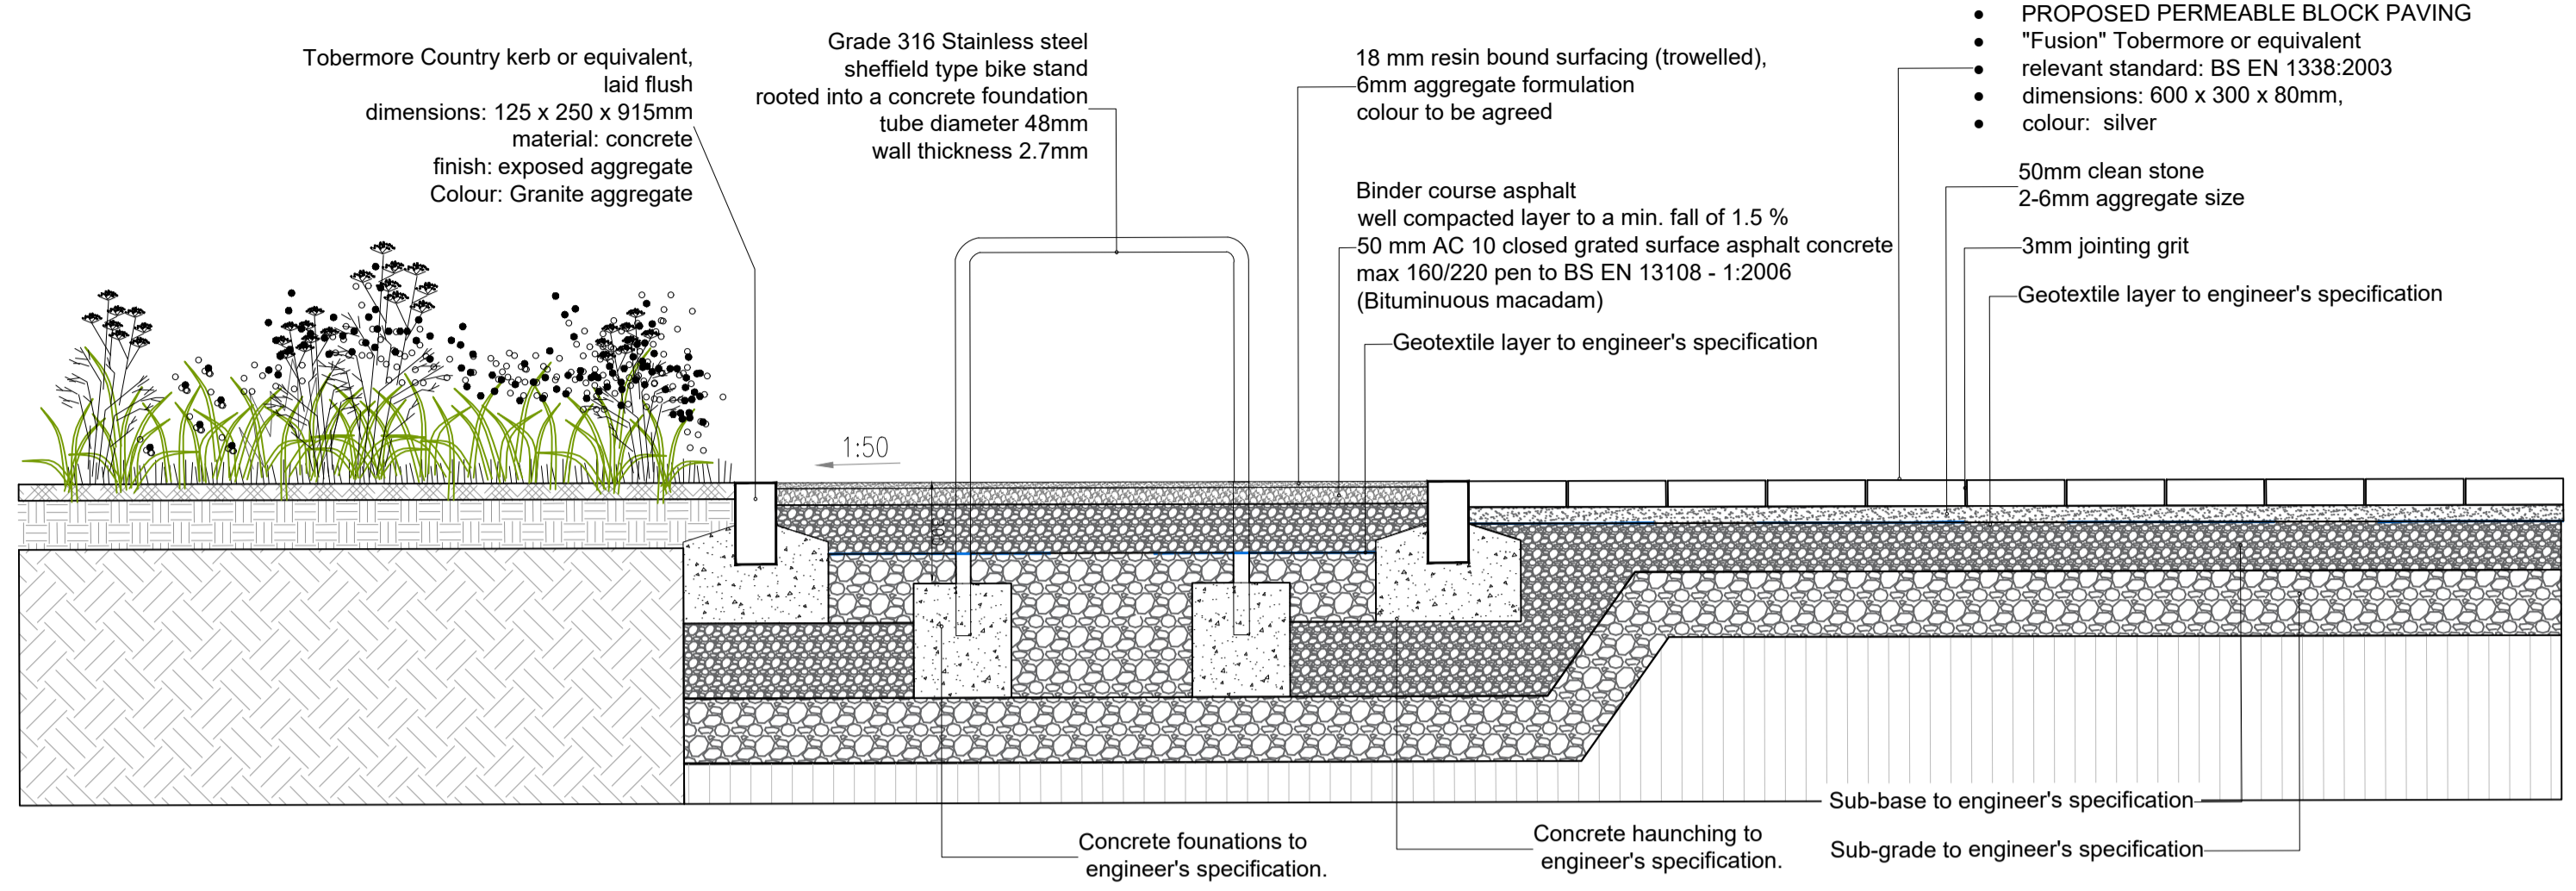 Tobermore Country kerb or equivalent,
laid flush
dimensions: 125 x 250 x 915mm
material: concrete
finish: exposed aggregate
Colour: Granite aggregate
Grade 316 Stainless steel
sheffield type bike stand
rooted into a concrete foundation
tube diameter 48mm
wall thickness 2.7mm
18 mm resin bound surfacing (trowelled),
6mm aggregate formulation
colour to be agreed
Binder course asphalt
well compacted layer to a min. fall of 1.5 %
50 mm AC 10 closed grated surface asphalt concrete
max 160/220 pen to BS EN 13108 - 1:2006
(Bituminuous macadam)
Geotextile layer to engineer's specification
• PROPOSED PERMEABLE BLOCK PAVING
• "Fusion" Tobermore or equivalent
• relevant standard: BS EN 1338:2003
• dimensions: 600 x 300 x 80mm,
• colour: silver
50mm clean stone
2-6mm aggregate size
3mm jointing grit
Geotextile layer to engineer's specification
1:50
Concrete founations to
engineer's specification.
Concrete haunching to
engineer's specification.
Sub-base to engineer's specification
Sub-grade to engineer's specification